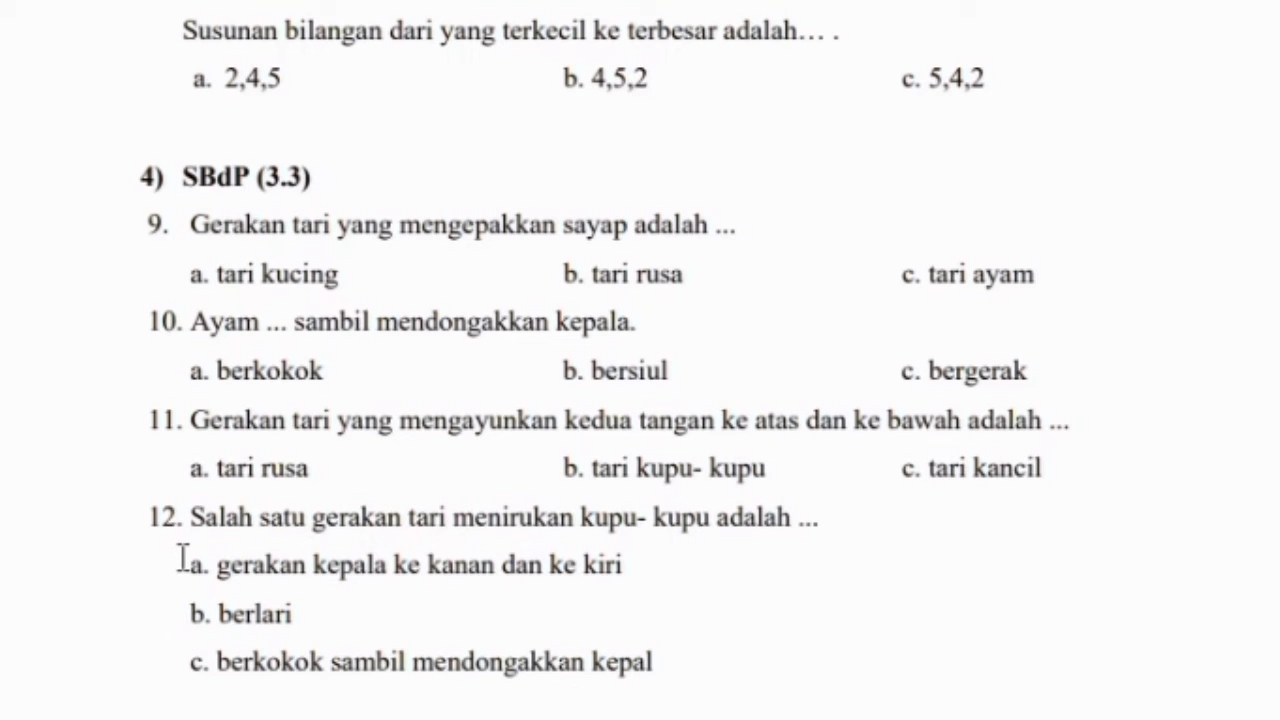 Susunan bilangan dari yang terkecil ke terbesar adalah... .
a. 2,4,5 b. 4,5,2 c. 5,4,2
4) SBdP (3.3)
9. Gerakan tari yang mengepakkan sayap adalah ...
a. tari kucing b. tari rusa c. tari ayam
10. Ayam ... sambil mendongakkan kepala.
a. berkokok b. bersiul c. bergerak
11. Gerakan tari yang mengayunkan kedua tangan ke atas dan ke bawah adalah ...
a. tari rusa b. tari kupu- kupu c. tari kancil
12. Salah satu gerakan tari menirukan kupu- kupu adalah ...
a. gerakan kepala ke kanan dan ke kiri
b. berlari
c. berkokok sambil mendongakkan kepal